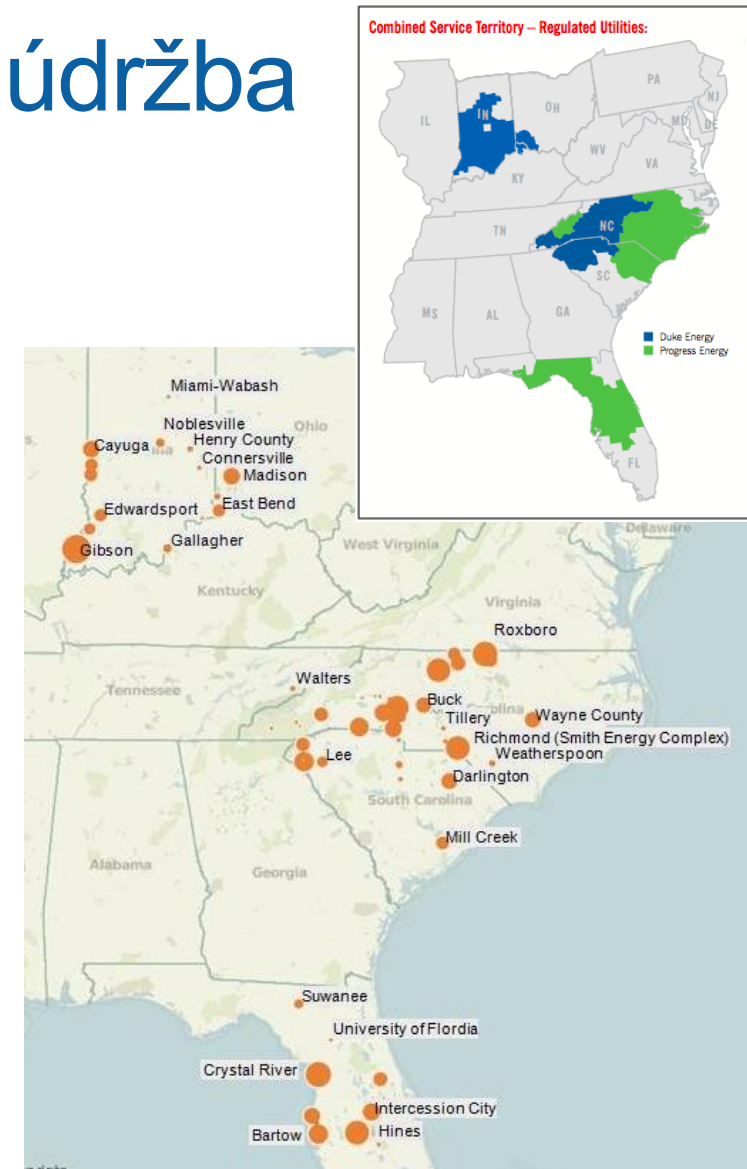 údržba
Combined Service Territory – Regulated Utilities:
PA
NJ
OH
IN
IL
MD
DE
WV
VA
KY
NC
TN
SC
MS
AL
GA
Duke Energy
Progress Energy
FL
Miami-Wabash
Noblesville
Ohio
Henry County
Cayuga
Connersville
Madison
Edwardsport
East Bend
Gallagher
Gibson
West Virginia
Delaware
Kentucky
Virginia
Roxboro
Walters
Tennessee
Buck
Tillery
Wayne County
Richmond (Smith Energy Complex)
Lee
Weatherspoon
Darlington
South Carolina
Mill Creek
Alabama
Georgia
Suwanee
University of Flordia
Crystal River
Intercession City
Bartow
Hines